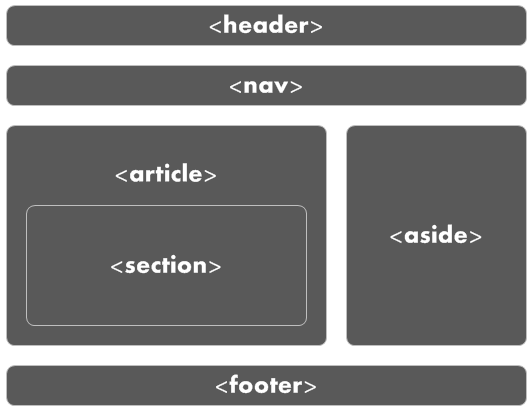 <header>
<nav>
<article>
<section>
<aside>
<footer>